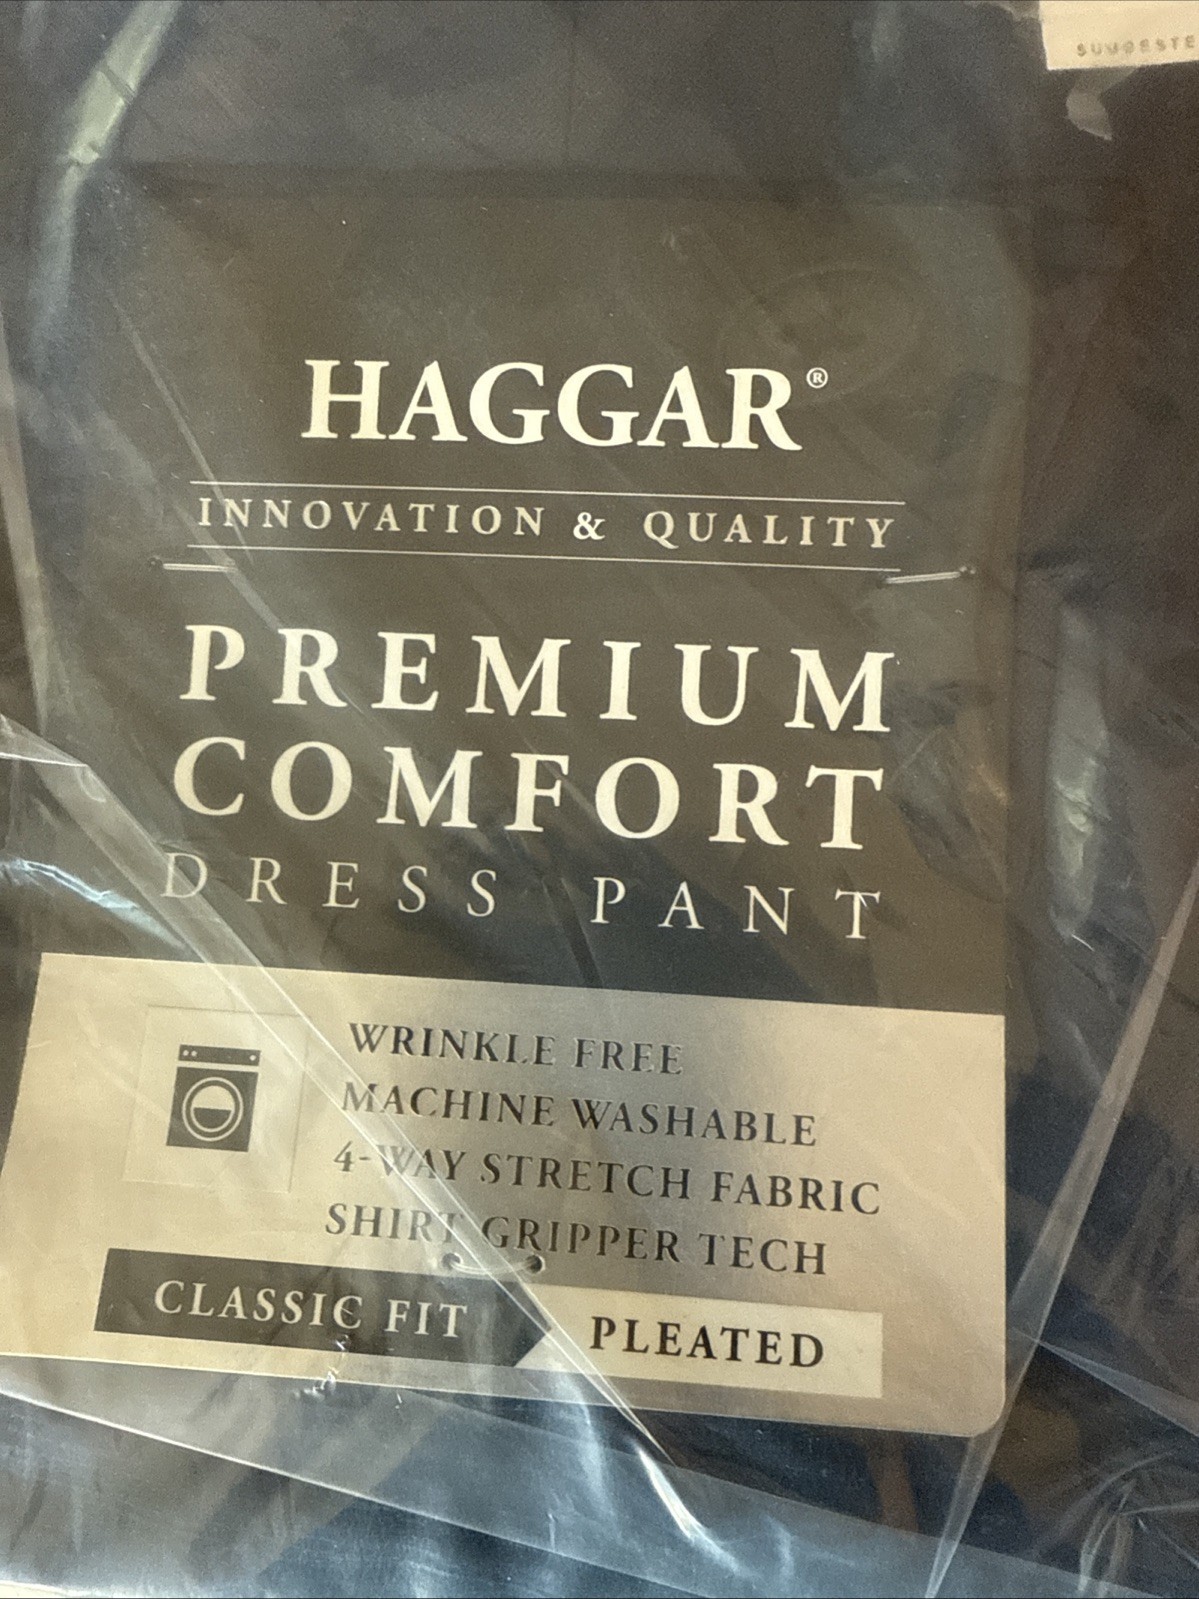 HAGGAR®
INNOVATION & QUALITY
PREMIUM
COMFORT
DRESS PANT
WRINKLE FREE
MACHINE WASHABLE
4-WAY STRETCH FABRIC
SHIRT GRIPPER TECH
CLASSIC FIT
PLEATED